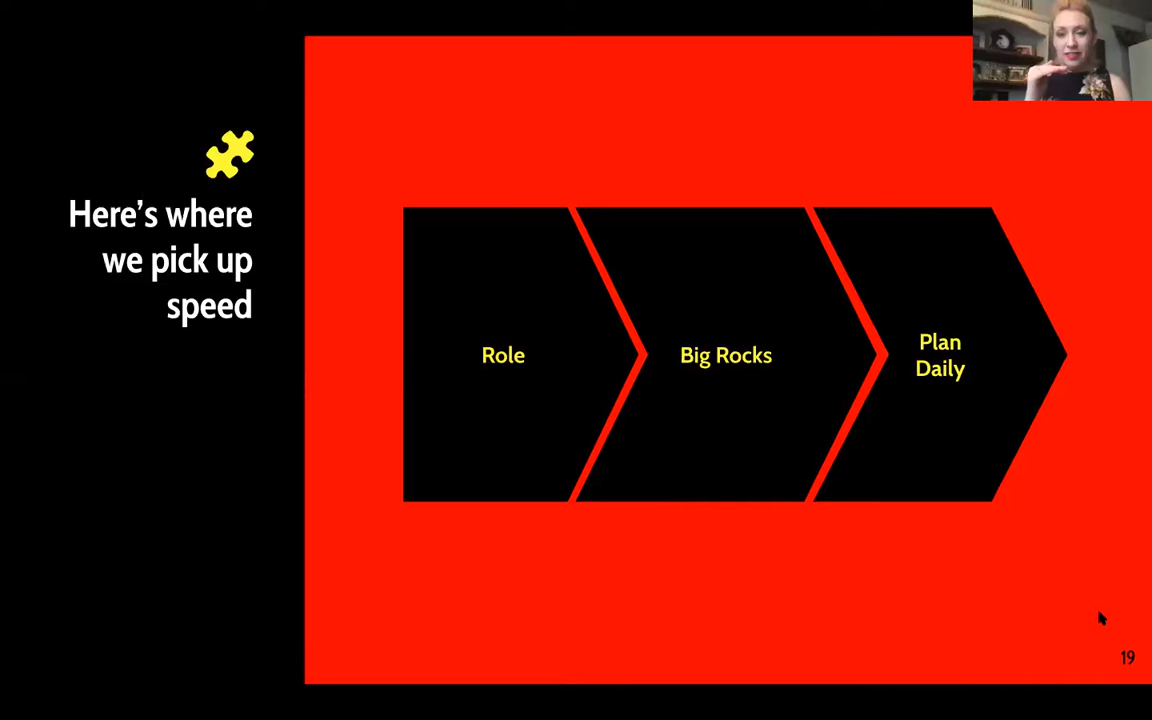 Here’s where
we pick up
speed
Role
Big Rocks
Plan
Daily
19